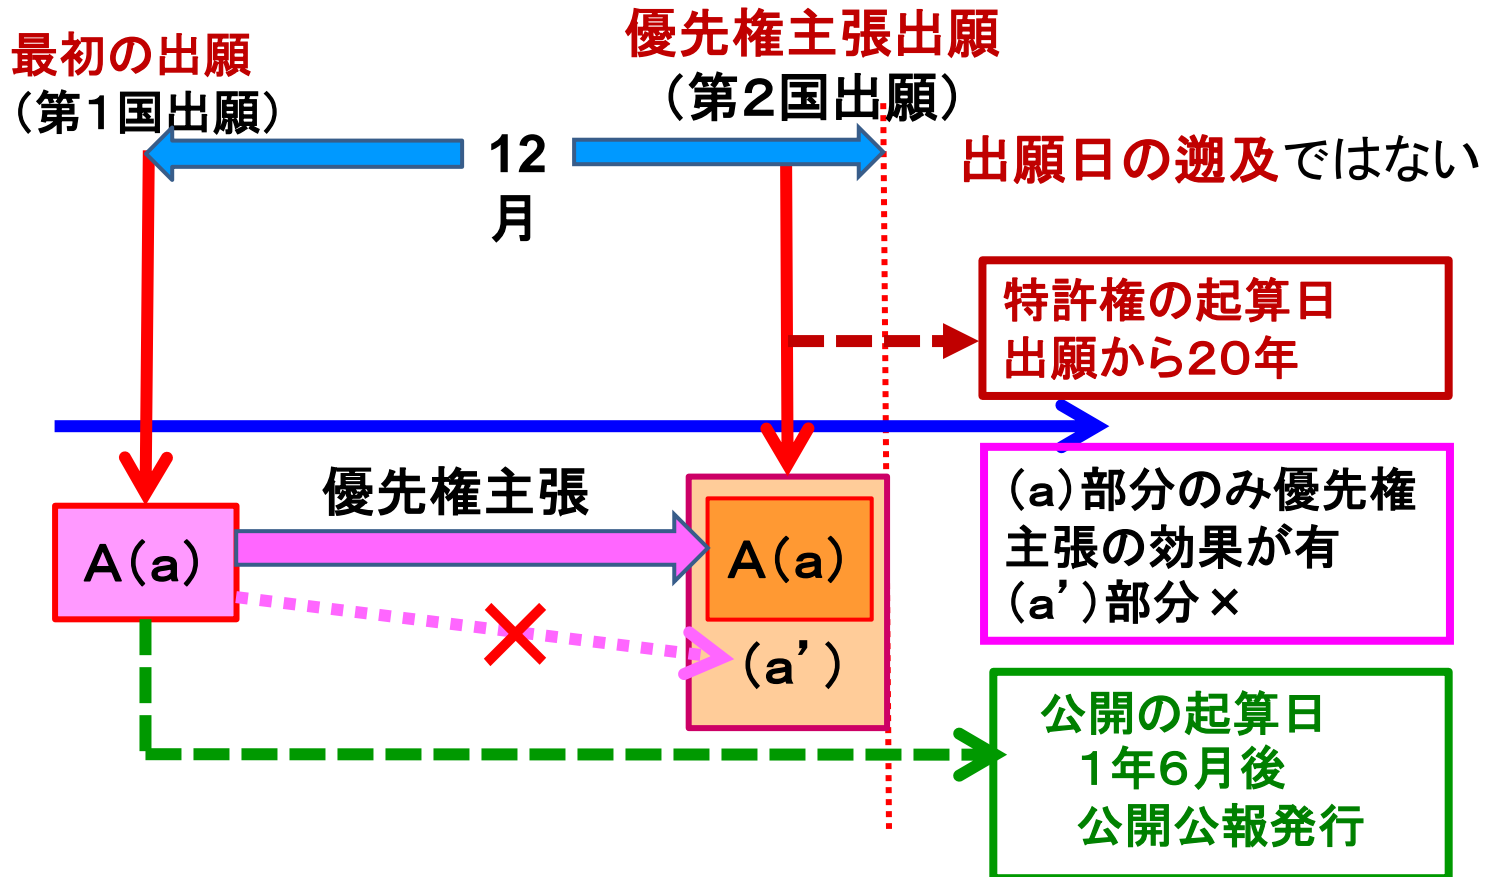 最初の出願
（第１国出願）
優先権主張出願
（第２国出願）
12
月
出願日の遡及ではない
特許権の起算日
出願から２０年
優先権主張
A（a）
A（a）
（a’）
（a）部分のみ優先権
主張の効果が有
（a’）部分×
公開の起算日
１年６月後
公開公報発行